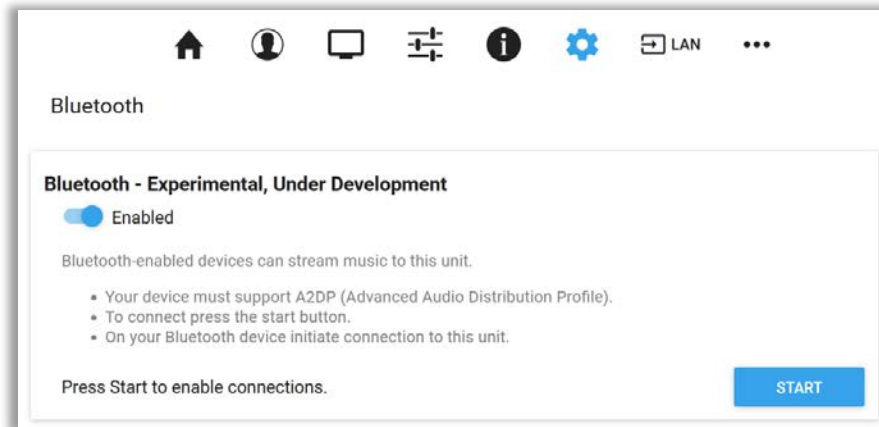 LAN
Bluetooth
Bluetooth - Experimental, Under Development
Enabled
Bluetooth-enabled devices can stream music to this unit.
• Your device must support A2DP (Advanced Audio Distribution Profile).
• To connect press the start button.
• On your Bluetooth device initiate connection to this unit.
Press Start to enable connections.
START